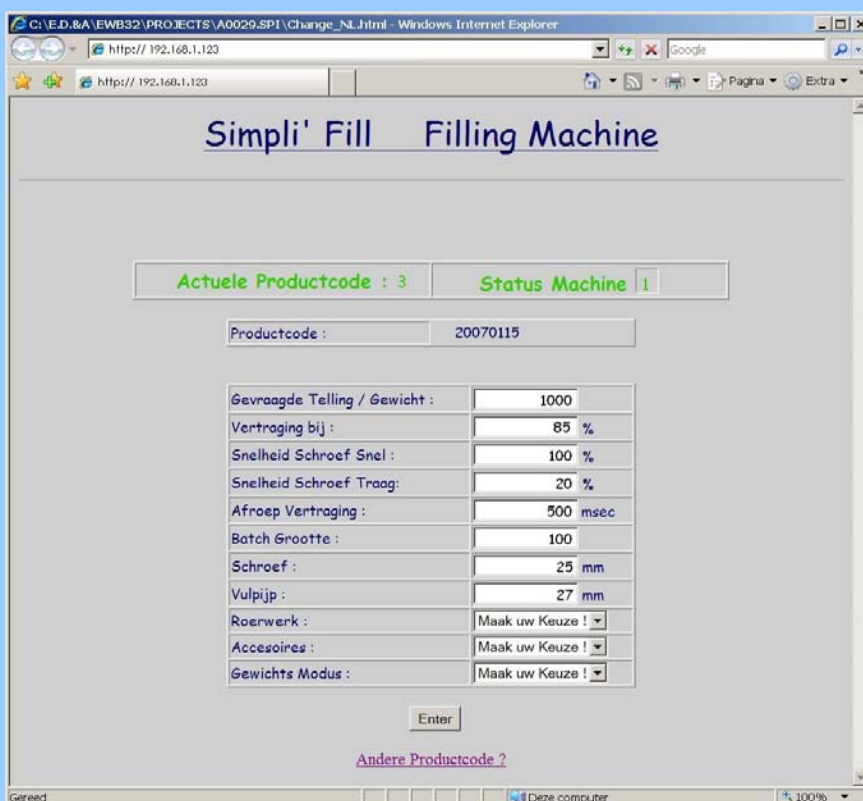 C:\E.D.&A\EWB32\PROJECTS\A0029.SPI\Change_NL.html - Windows Internet Explorer
http:// 192.168.1.123
Google
http:// 192.168.1.123
Pagina
Extra
Simpli' Fill Filling Machine
Actuele Productcode : 3 Status Machine 1
Productcode : 20070115
Gevraagde Telling / Gewicht : 1000
Vertraging bij : 85 %
Snelheid Schroef Snel : 100 %
Snelheid Schroef Traag: 20 %
Afroep Vertraging : 500 msec
Batch Grootte : 100
Schroef : 25 mm
Vulpijp : 27 mm
Roerwerk : Maak uw Keuze !
Accesoires : Maak uw Keuze !
Gewichts Modus : Maak uw Keuze !
Enter
Andere Productcode ?
Gereed Deze computer 100%